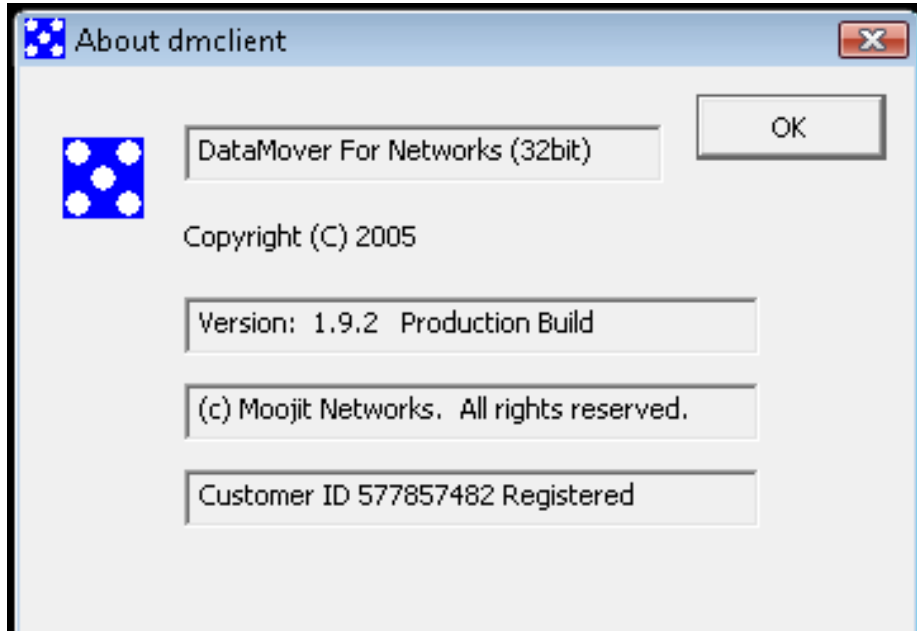 About dmclient
OK
DataMover For Networks (32bit)
Copyright (C) 2005
Version:  1.9.2   Production Build
(c) Moojit Networks.  All rights reserved.
Customer ID 577857482 Registered